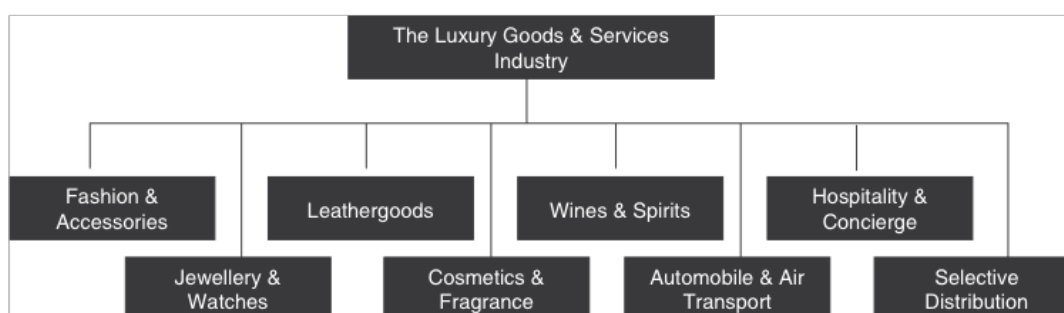 The Luxury Goods & Services
Industry
Fashion &
Accessories
Leathergoods
Wines & Spirits
Hospitality &
Concierge
Jewellery &
Watches
Cosmetics &
Fragrance
Automobile & Air
Transport
Selective
Distribution